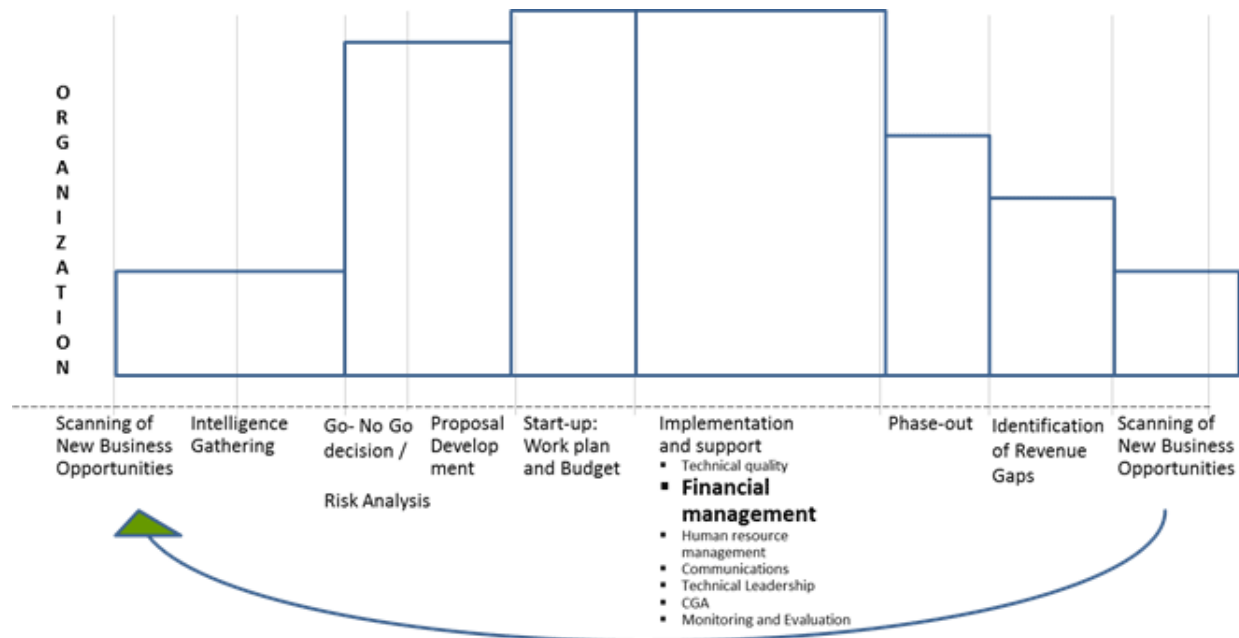 ORGANIZATION
Scanning of
New Business
Opportunities
Intelligence
Gathering
Go- No Go
decision /
Risk Analysis
Proposal
Develop
ment
Start-up:
Work plan
and Budget
Implementation
and support
▪ Technical quality
▪ Financial
management
▪ Human resource
management
▪ Communications
▪ Technical Leadership
▪ CGA
▪ Monitoring and Evaluation
Phase-out
Identification
of Revenue
Gaps
Scanning of
New Business
Opportunities